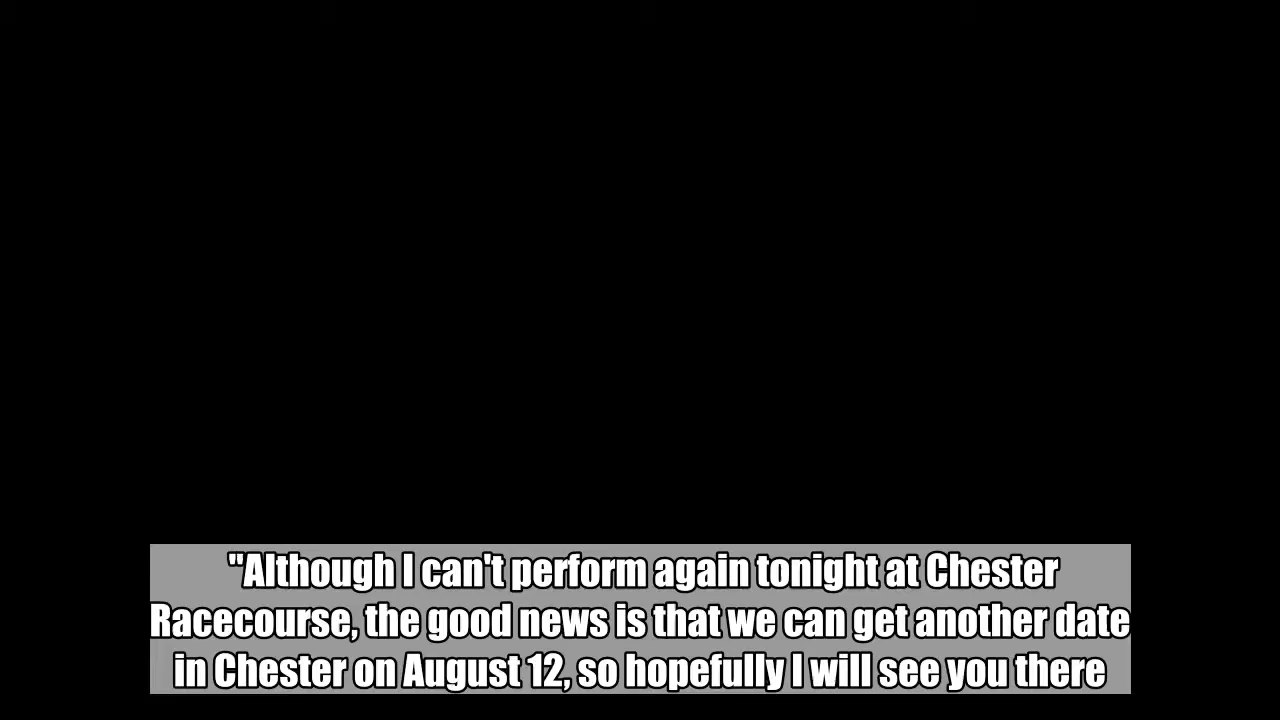 "Although I can't perform again tonight at Chester
Racecourse, the good news is that we can get another date
in Chester on August 12, so hopefully I will see you there